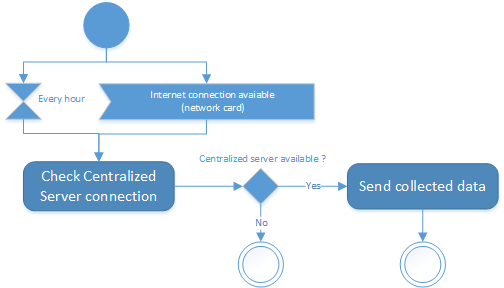 Every hour
Internet connection avaiable
(network card)
Centralized server available ?
Check Centralized
Server connection
Yes
Send collected data
No